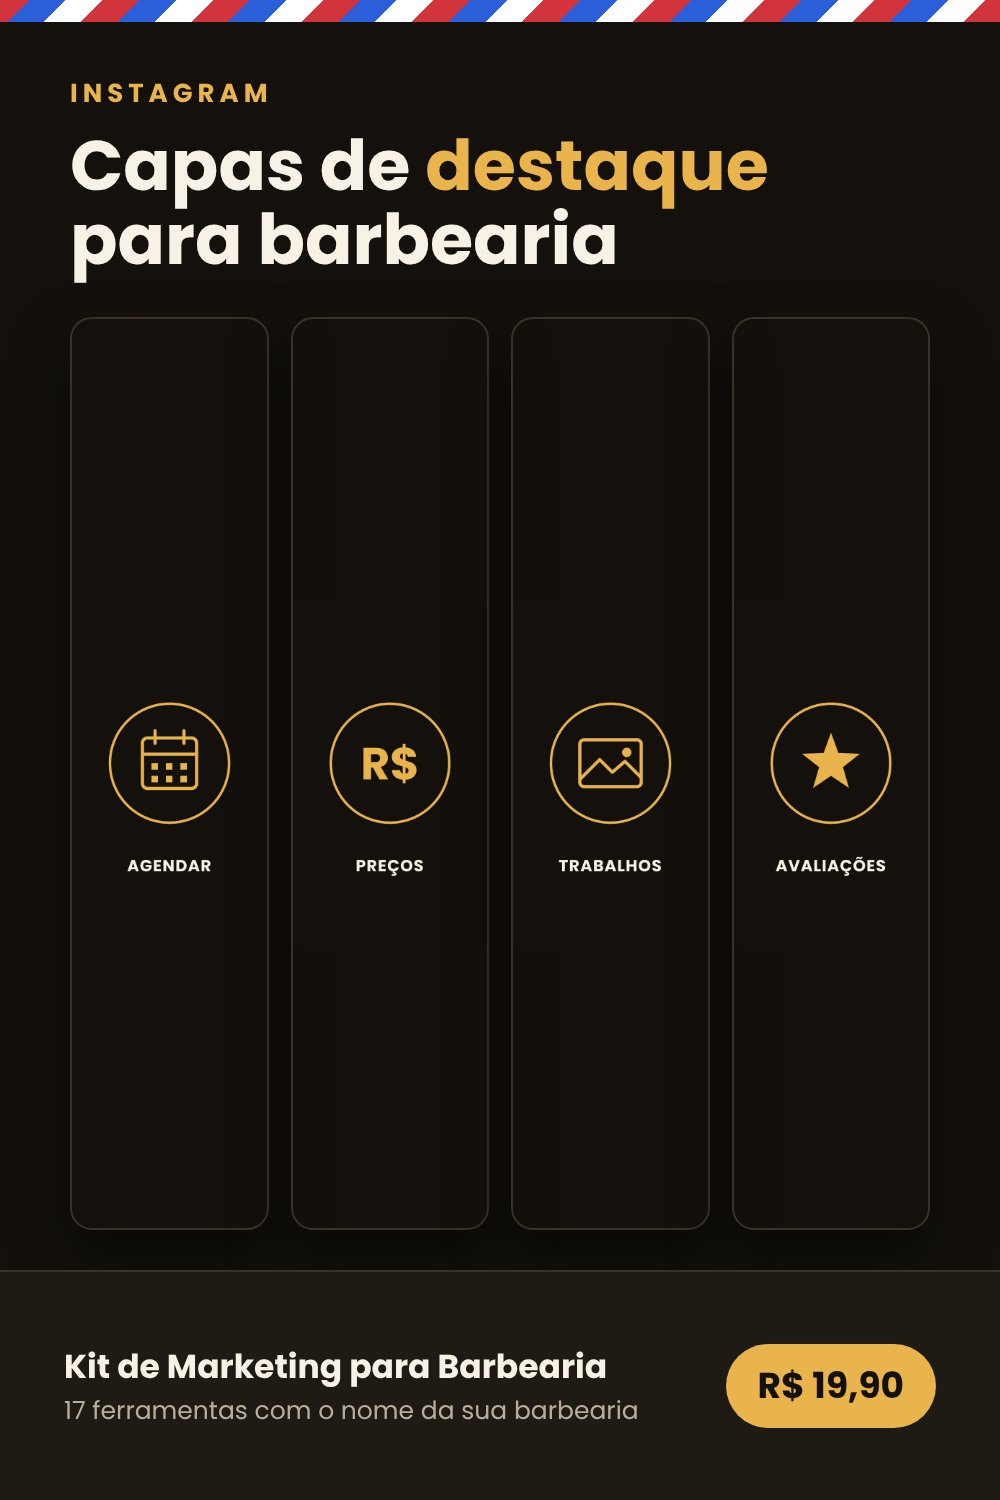 INSTAGRAM
Capas de destaque
para barbearia
R$
AGENDAR
PREÇOS
TRABALHOS
AVALIAÇÕES
Kit de Marketing para Barbearia
17 ferramentas com o nome da sua barbearia
R$ 19,90